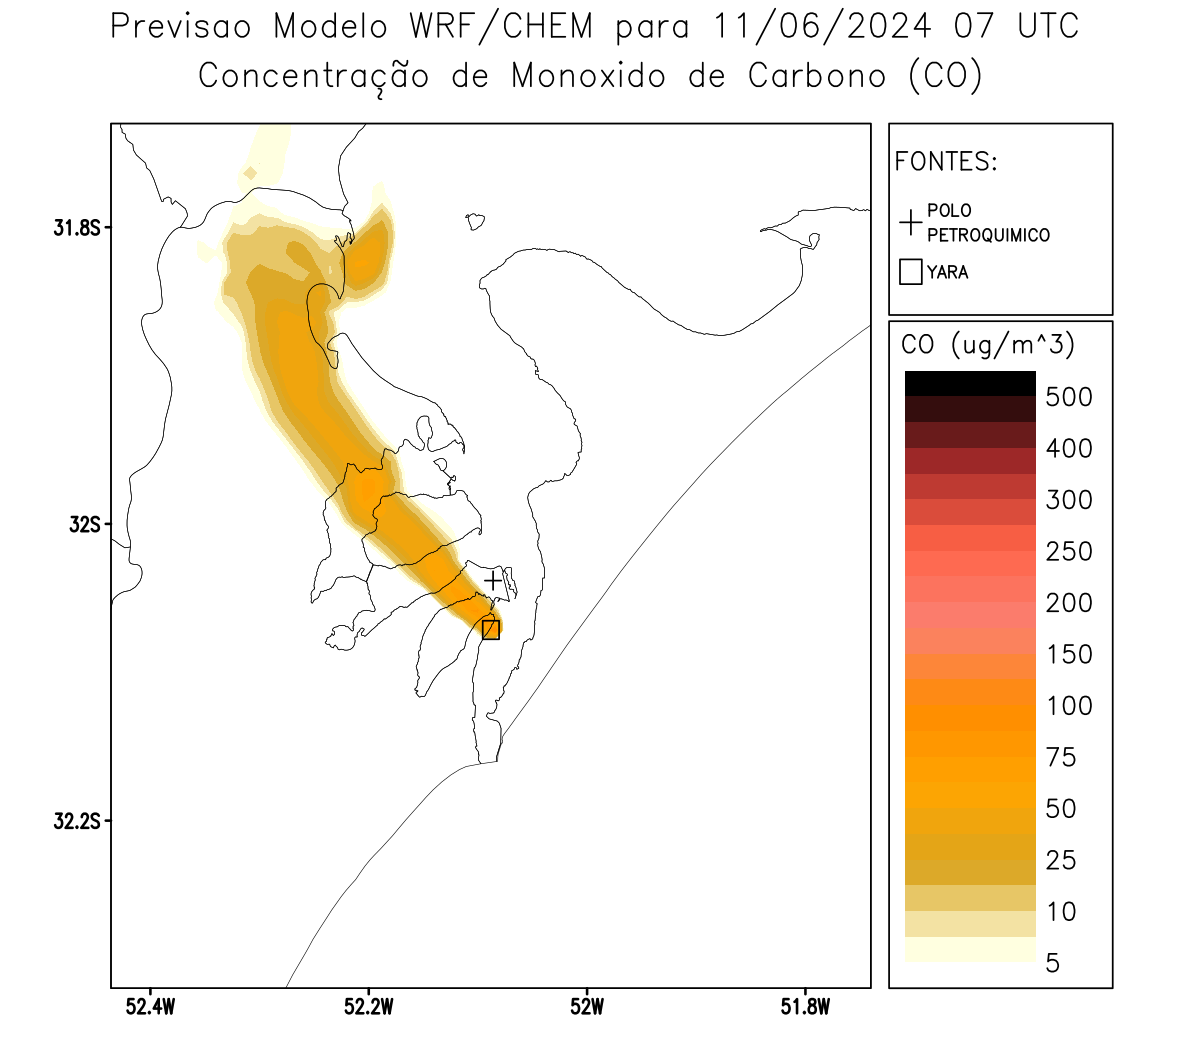 Previsao Modelo WRF/CHEM para 11/06/2024 07 UTC
Concentração de Monoxido de Carbono (CO)
FONTES:
POLO
PETROQUIMICO
YARA
CO (ug/m^3)
500
400
300
250
200
150
100
75
50
25
10
5
31.8S
32S
32.2S
52.4W
52.2W
52W
51.8W